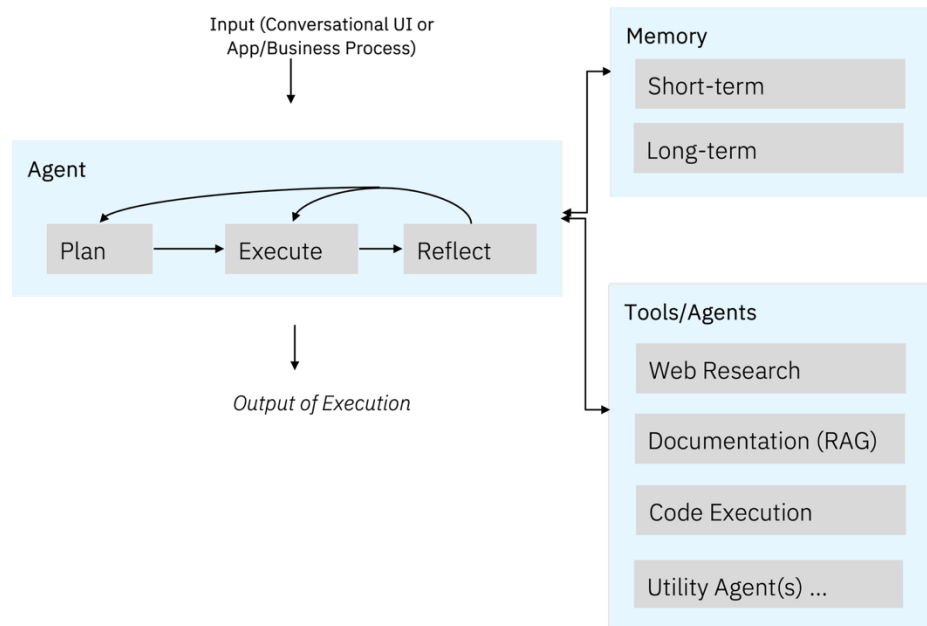 Input (Conversational UI or
App/Business Process)
Agent
Plan
Execute
Reflect
Output of Execution
Memory
Short-term
Long-term
Tools/Agents
Web Research
Documentation (RAG)
Code Execution
Utility Agent(s) ...